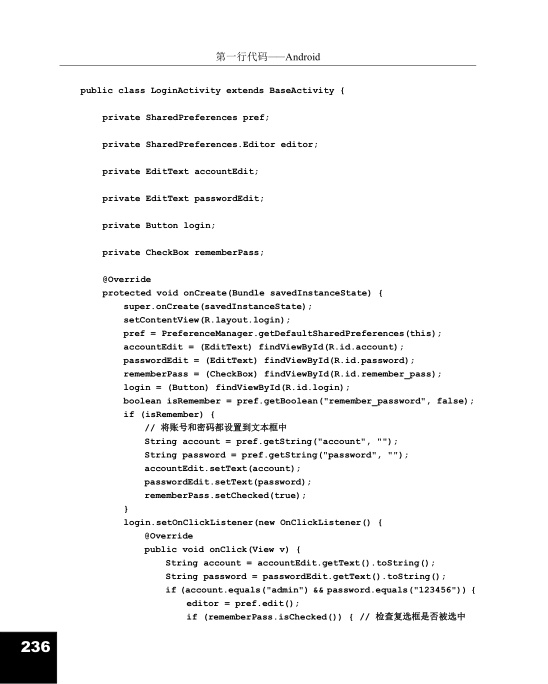 第一行代码——Android
public class LoginActivity extends BaseActivity {
private SharedPreferences pref;
private SharedPreferences.Editor editor;
private EditText accountEdit;
private EditText passwordEdit;
private Button login;
private CheckBox rememberPass;
@Override
protected void onCreate(Bundle savedInstanceState) {
super.onCreate(savedInstanceState);
setContentView(R.layout.login);
pref = PreferenceManager.getDefaultSharedPreferences(this);
accountEdit = (EditText) findViewById(R.id.account);
passwordEdit = (EditText) findViewById(R.id.password);
rememberPass = (CheckBox) findViewById(R.id.remember_pass);
login = (Button) findViewById(R.id.login);
boolean isRemember = pref.getBoolean("remember_password", false);
if (isRemember) {
// 将账号和密码都设置到文本框中
String account = pref.getString("account", "");
String password = pref.getString("password", "");
accountEdit.setText(account);
passwordEdit.setText(password);
rememberPass.setChecked(true);
}
login.setOnClickListener(new OnClickListener() {
@Override
public void onClick(View v) {
String account = accountEdit.getText().toString();
String password = passwordEdit.getText().toString();
if (account.equals("admin") && password.equals("123456")) {
editor = pref.edit();
if (rememberPass.isChecked()) { // 检查复选框是否被选中
236